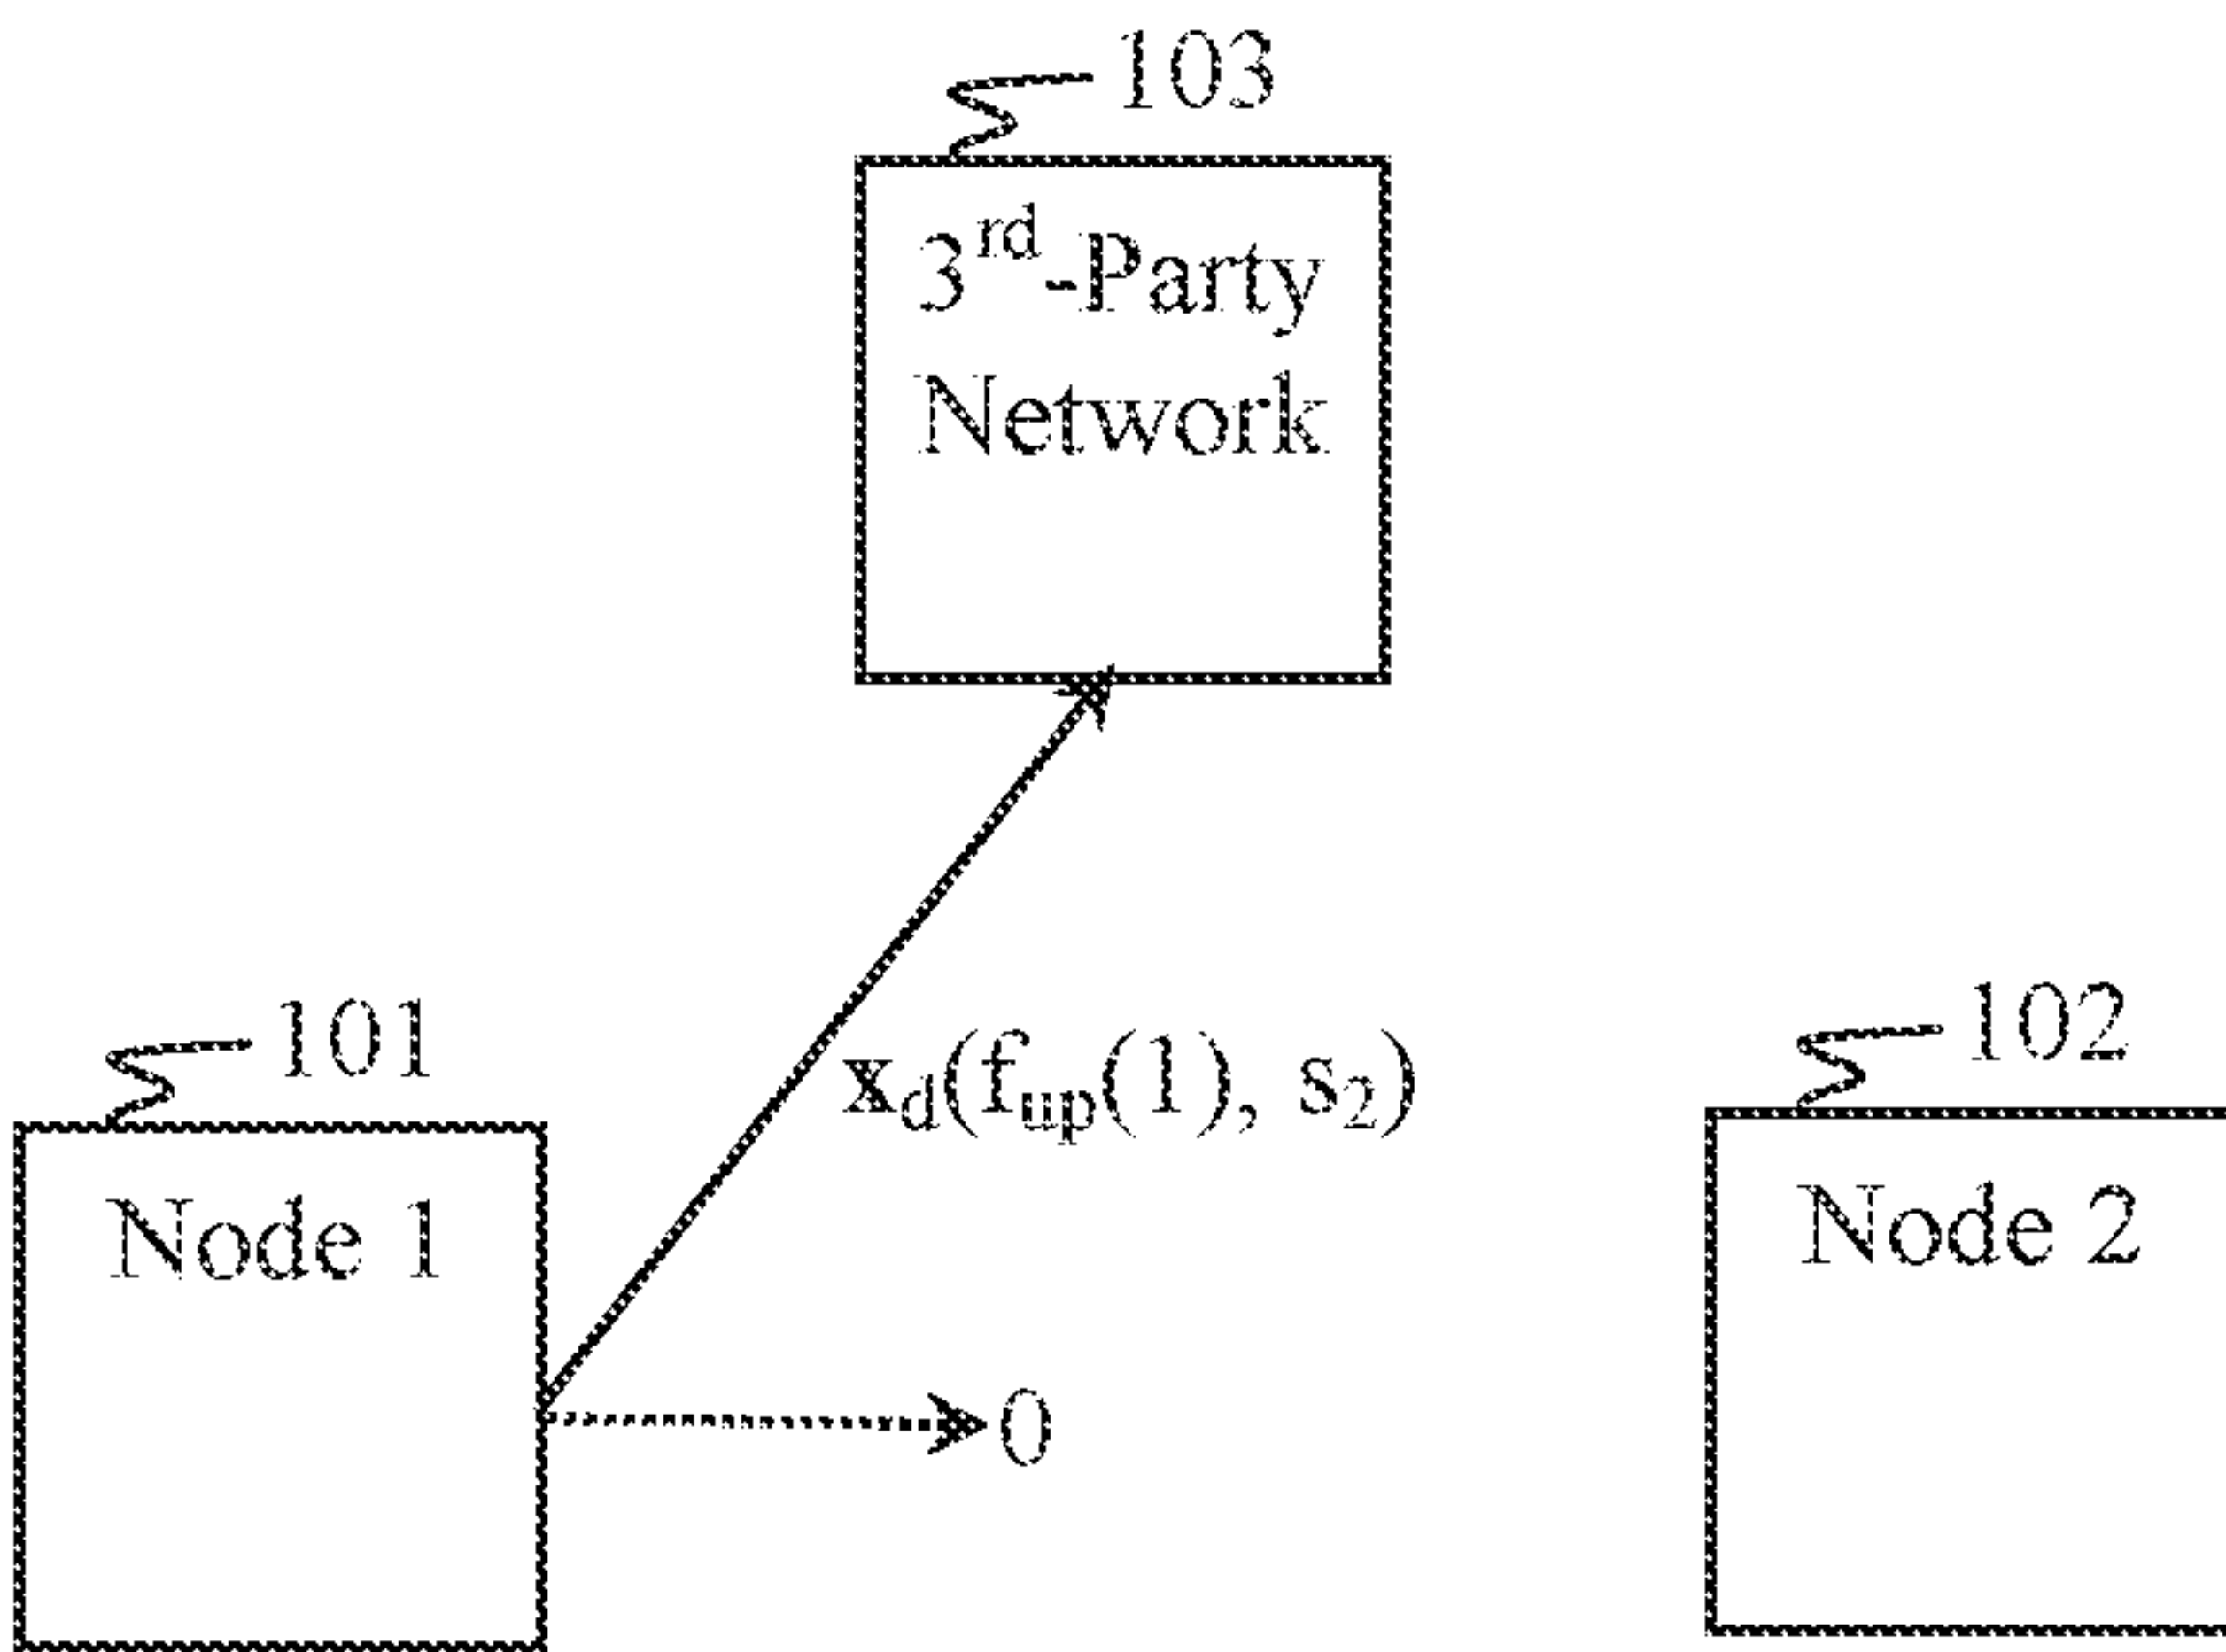 103
3rd-Party
Network
101
xd(fup(1), s2)
102
Node 1
Node 2
0